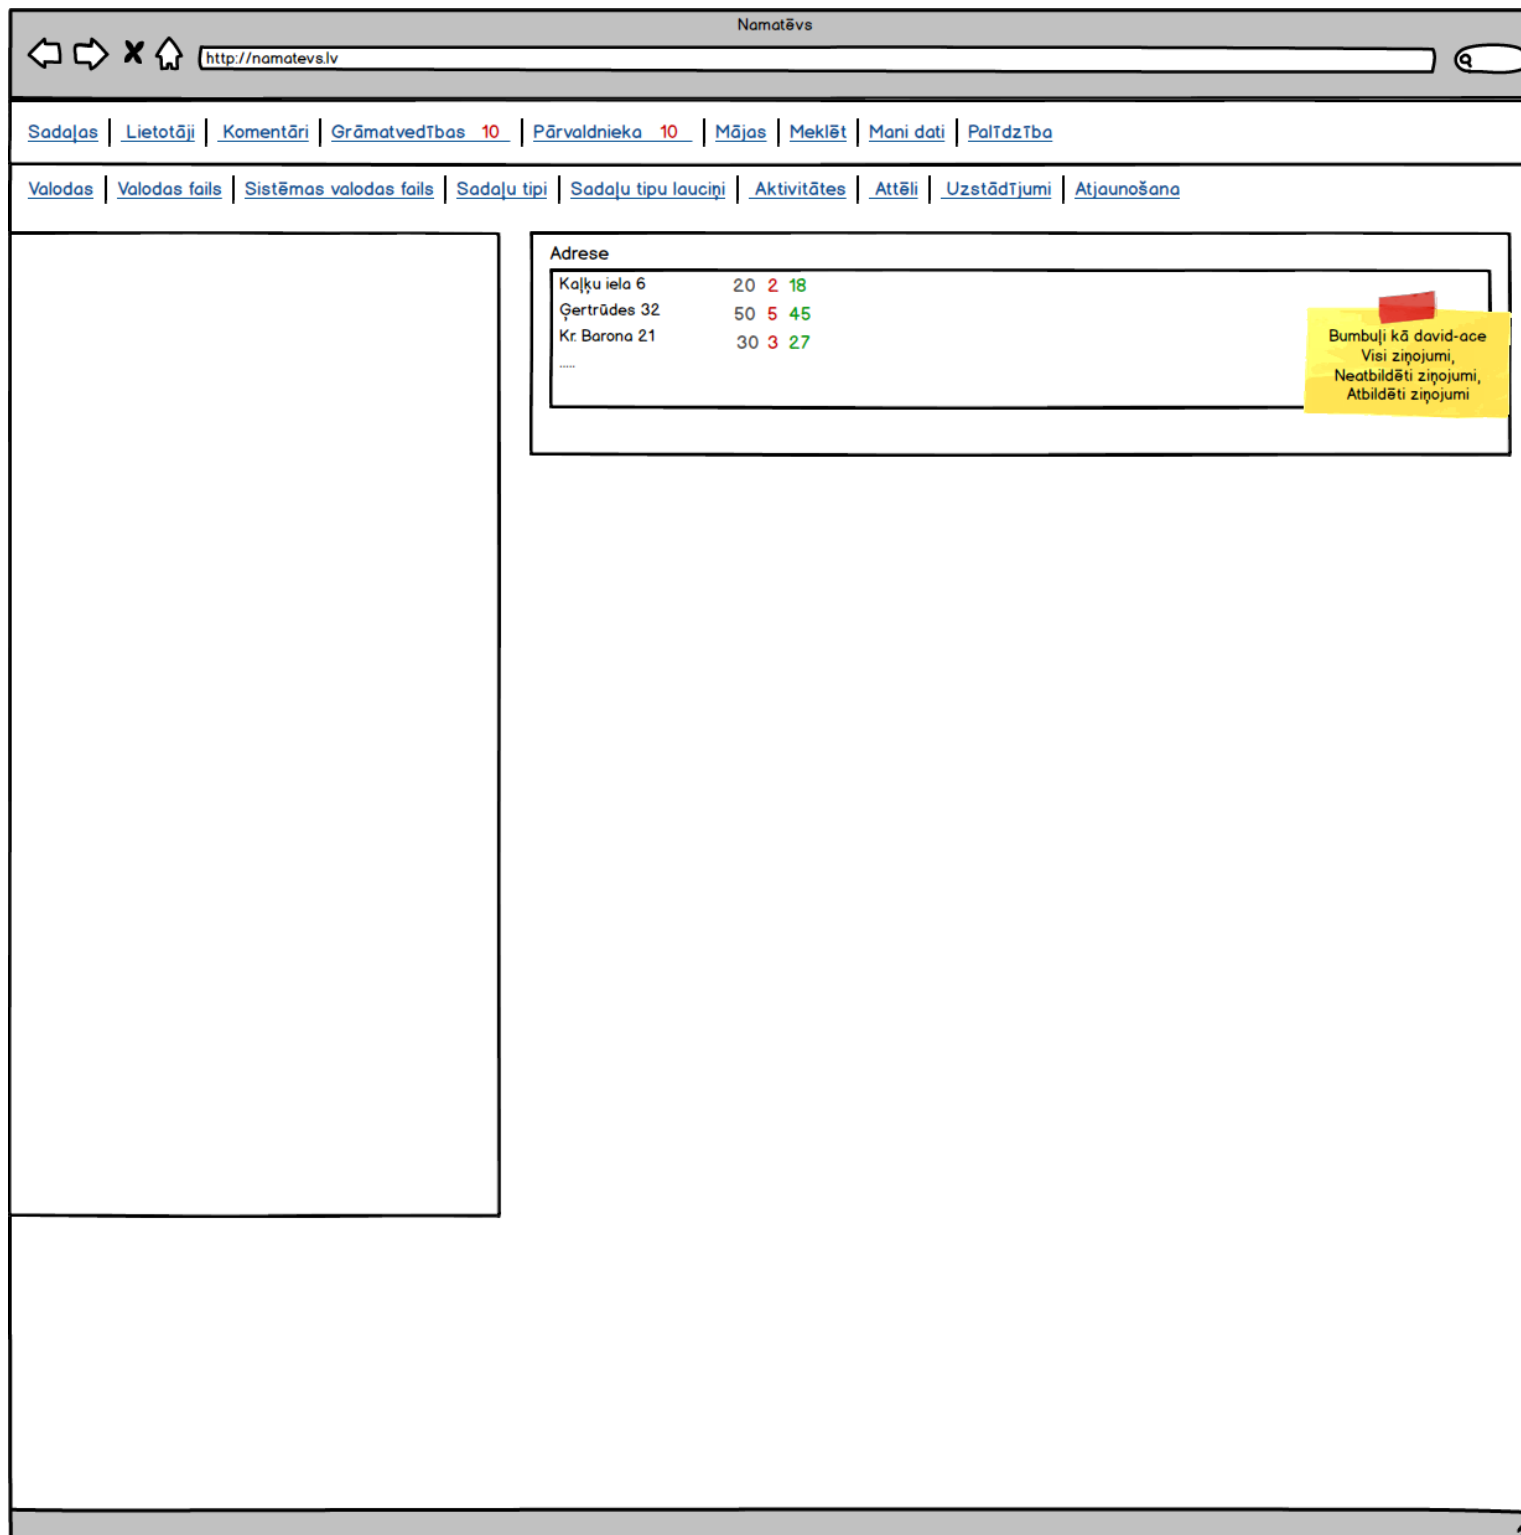 Namatēvs
http://namatevs.lv
Sadaļas Lietotāji Komentāri Grāmatvedības 10 Pārvaldnieka 10 Mājas Meklēt Mani dati Palīdzība
Valodas Valodas fails Sistēmas valodas fails Sadaļu tipi Sadaļu tipu lauciņi Aktivitātes Attēli Uzstādījumi Atjaunošana
Adrese
Kaļķu iela 6 20 2 18
Ģertrūdes 32 50 5 45
Kr. Barona 21 30 3 27
.....
Bumbuļi kā david-ace
Visi ziņojumi,
Neatbildēti ziņojumi,
Atbildēti ziņojumi